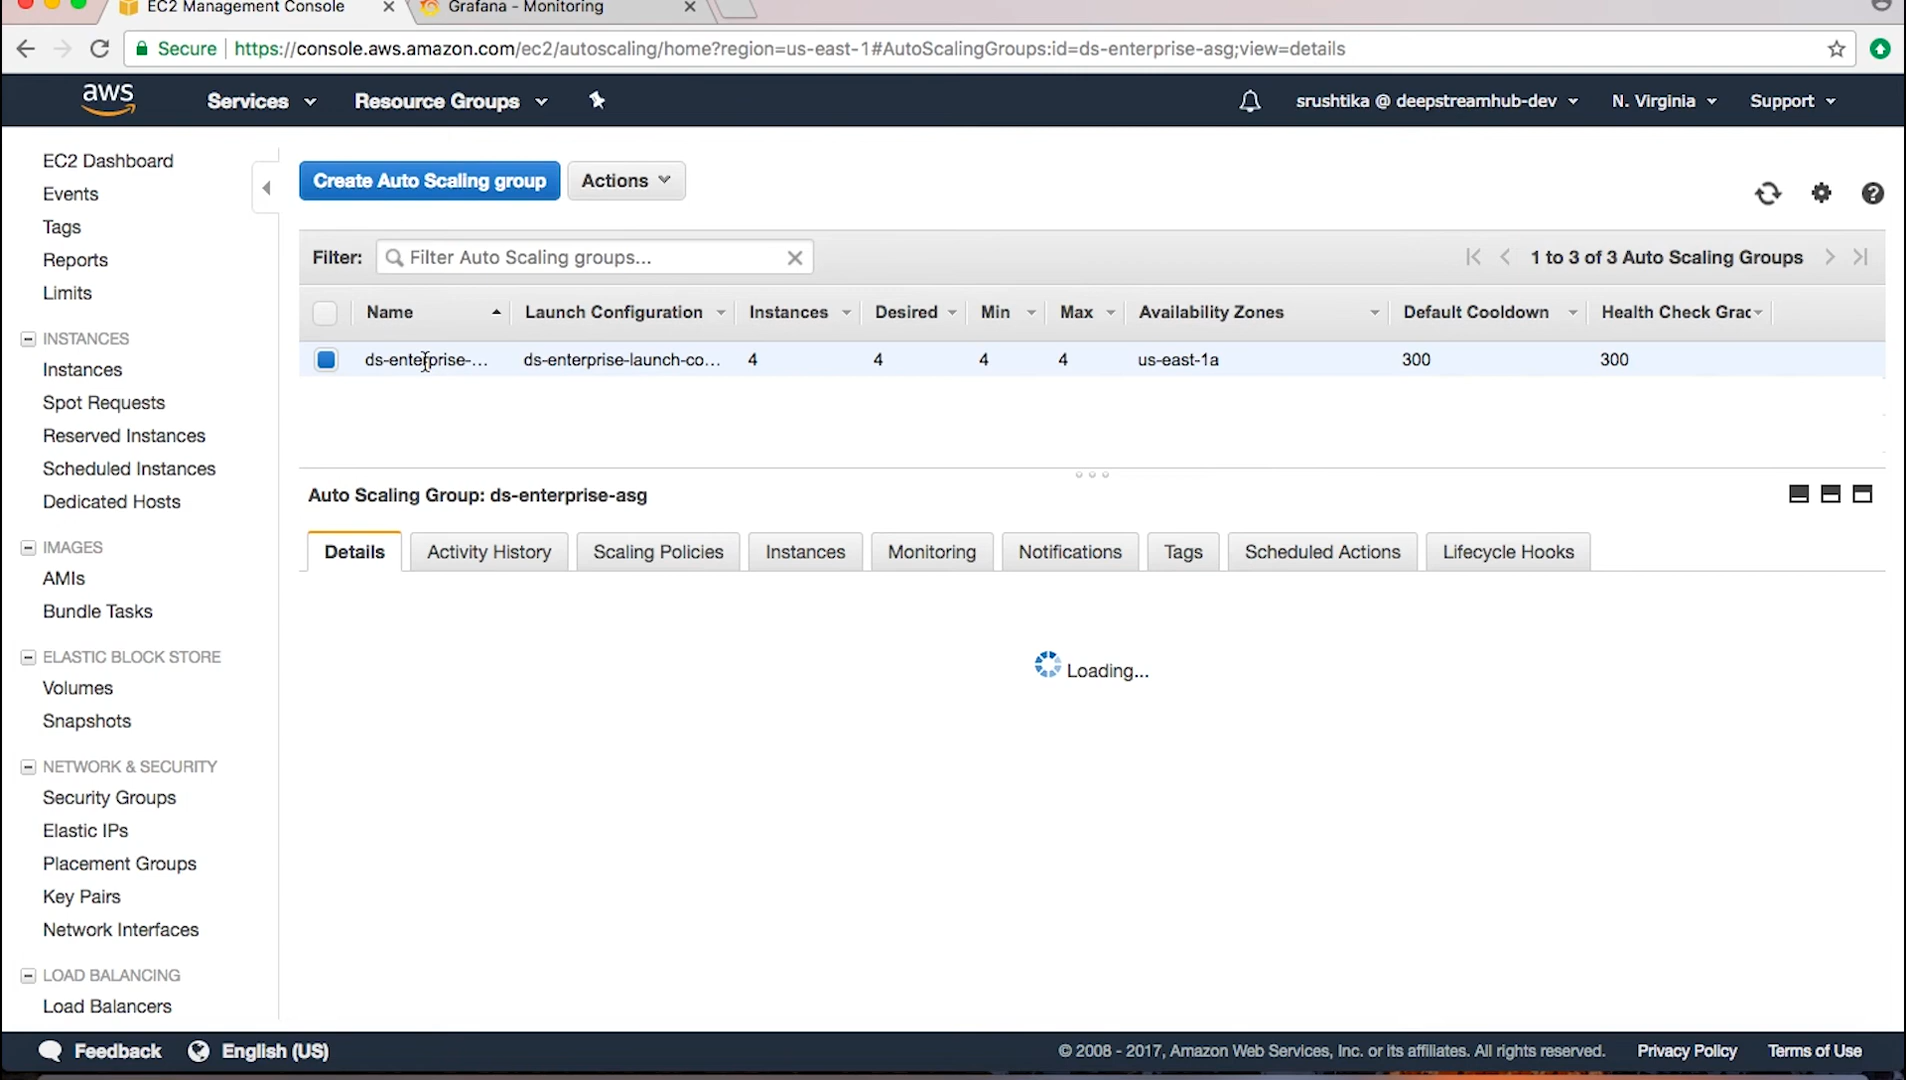 EC2 Management Console
Grafana - Monitoring
Secure https://console.aws.amazon.com/ec2/autoscaling/home?region=us-east-1#AutoScalingGroups:id=ds-enterprise-asg;view=details
aws Services Resource Groups srushtika @ deepstreamhub-dev N. Virginia Support
EC2 Dashboard
Events
Tags
Reports
Limits
INSTANCES
Instances
Spot Requests
Reserved Instances
Scheduled Instances
Dedicated Hosts
IMAGES
AMIs
Bundle Tasks
ELASTIC BLOCK STORE
Volumes
Snapshots
NETWORK & SECURITY
Security Groups
Elastic IPs
Placement Groups
Key Pairs
Network Interfaces
LOAD BALANCING
Load Balancers
Create Auto Scaling group Actions
Filter: Filter Auto Scaling groups... 1 to 3 of 3 Auto Scaling Groups
Name Launch Configuration Instances Desired Min Max Availability Zones Default Cooldown Health Check Grac
ds-enterprise-... ds-enterprise-launch-co... 4 4 4 4 us-east-1a 300 300
Auto Scaling Group: ds-enterprise-asg
Details Activity History Scaling Policies Instances Monitoring Notifications Tags Scheduled Actions Lifecycle Hooks
Loading...
Feedback English (US) © 2008 - 2017, Amazon Web Services, Inc. or its affiliates. All rights reserved. Privacy Policy Terms of Use